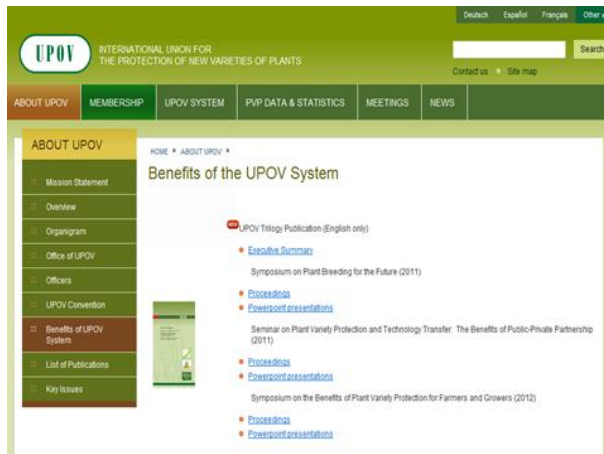 Deutsch Español Français Other
UPOV
INTERNATIONAL UNION FOR
THE PROTECTION OF NEW VARIETIES OF PLANTS
Search
Contact us Site map
ABOUT UPOV MEMBERSHIP UPOV SYSTEM PVP DATA & STATISTICS MEETINGS NEWS
ABOUT UPOV
HOME ABOUT UPOV
Benefits of the UPOV System
Mission Statement
Overview
Organigram
Office of UPOV
Officers
UPOV Convention
Benefits of UPOV
System
List of Publications
Key Issues
NEW UPOV Trilogy Publication (English only)
Executive Summary
Symposium on Plant Breeding for the Future (2011)
Proceedings
Powerpoint presentations
Seminar on Plant Variety Protection and Technology Transfer: The Benefits of Public-Private Partnership
(2011)
Proceedings
Powerpoint presentations
Symposium on the Benefits of Plant Variety Protection for Farmers and Growers (2012)
Proceedings
Powerpoint presentations